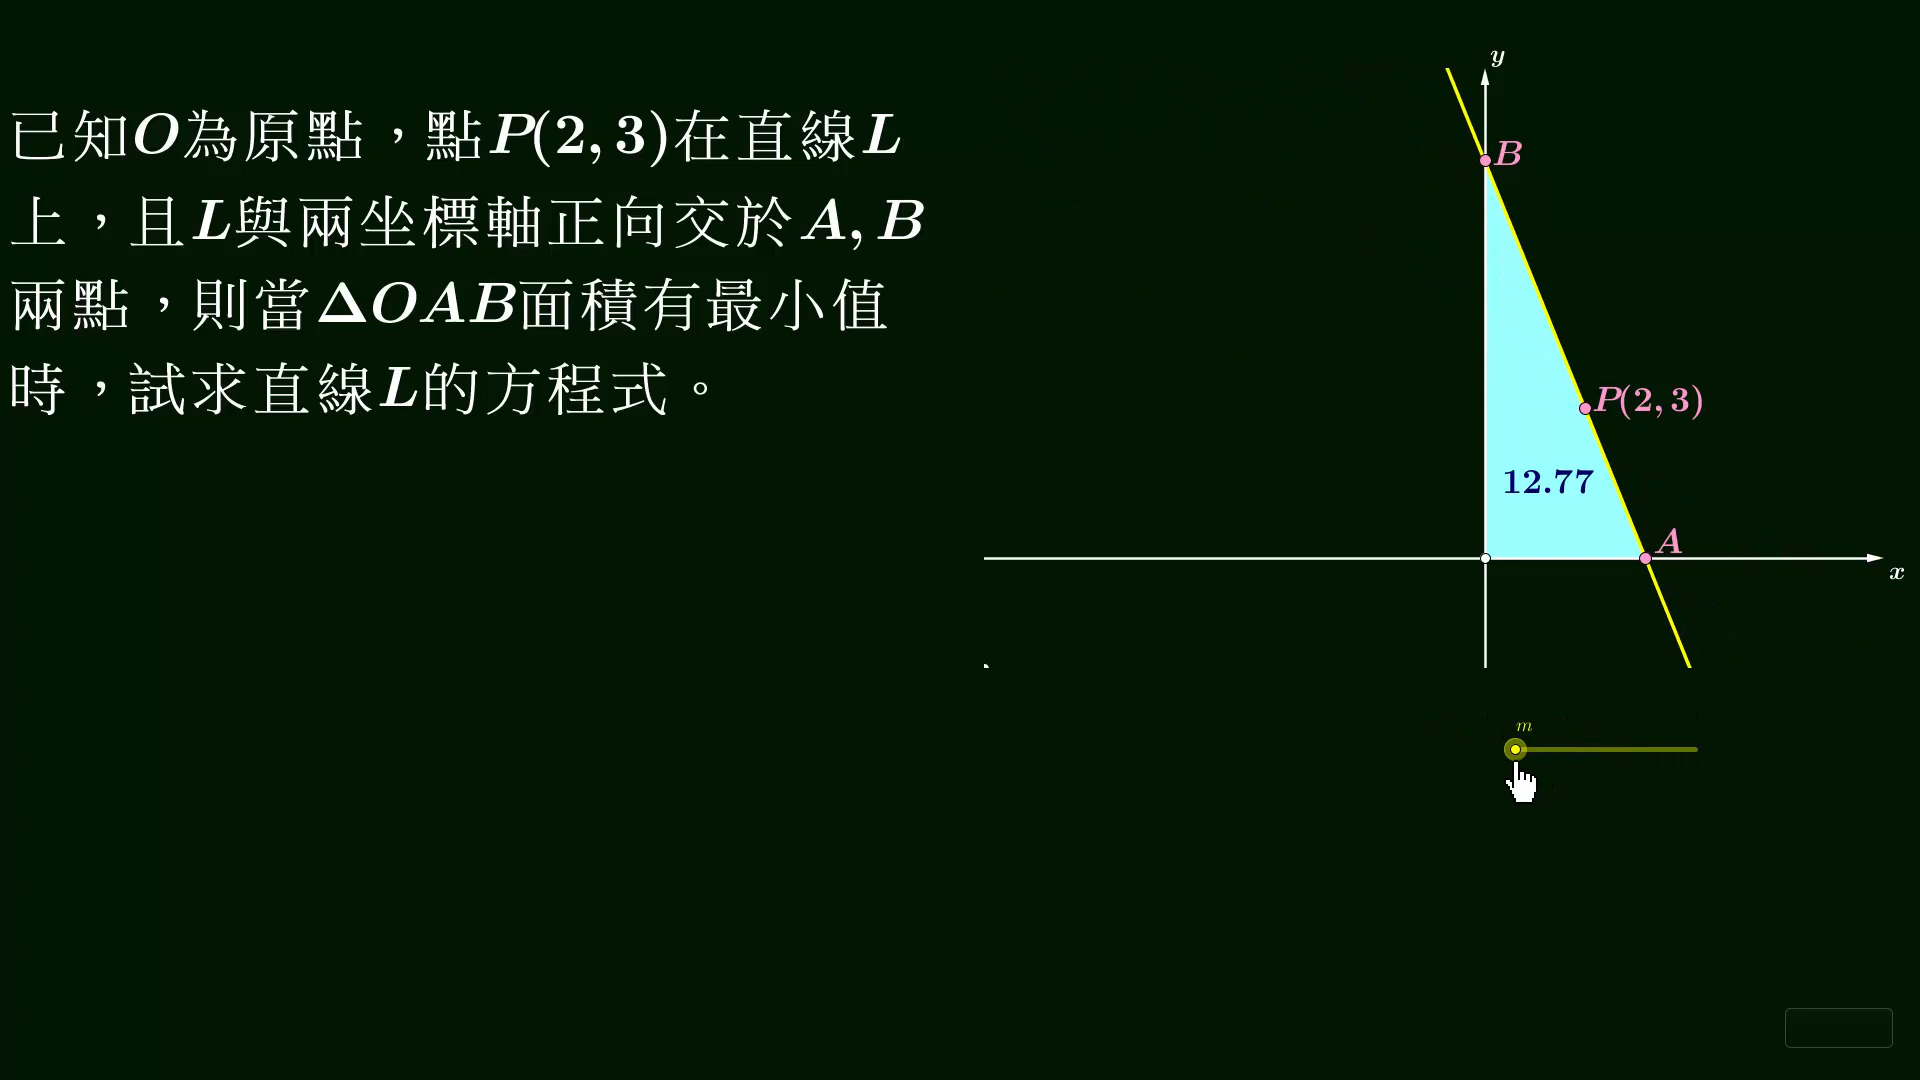 已知O為原點，點P(2,3)在直線L
上，且L與兩坐標軸正向交於A,B
兩點，則當ΔOAB面積有最小值
時，試求直線L的方程式。
y
B
P(2,3)
12.77
A
x
m